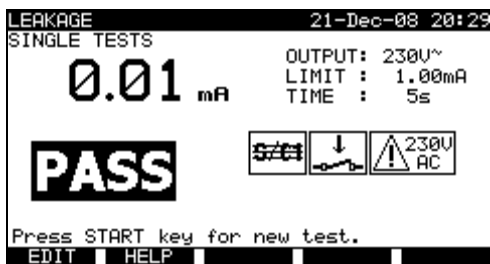 LEAKAGE 21-Dec-08 20:29
SINGLE TESTS
0.01 mA
OUTPUT: 230V~
LIMIT : 1.00mA
TIME : 5s
PASS
230V
AC
Press START key for new test.
EDIT HELP